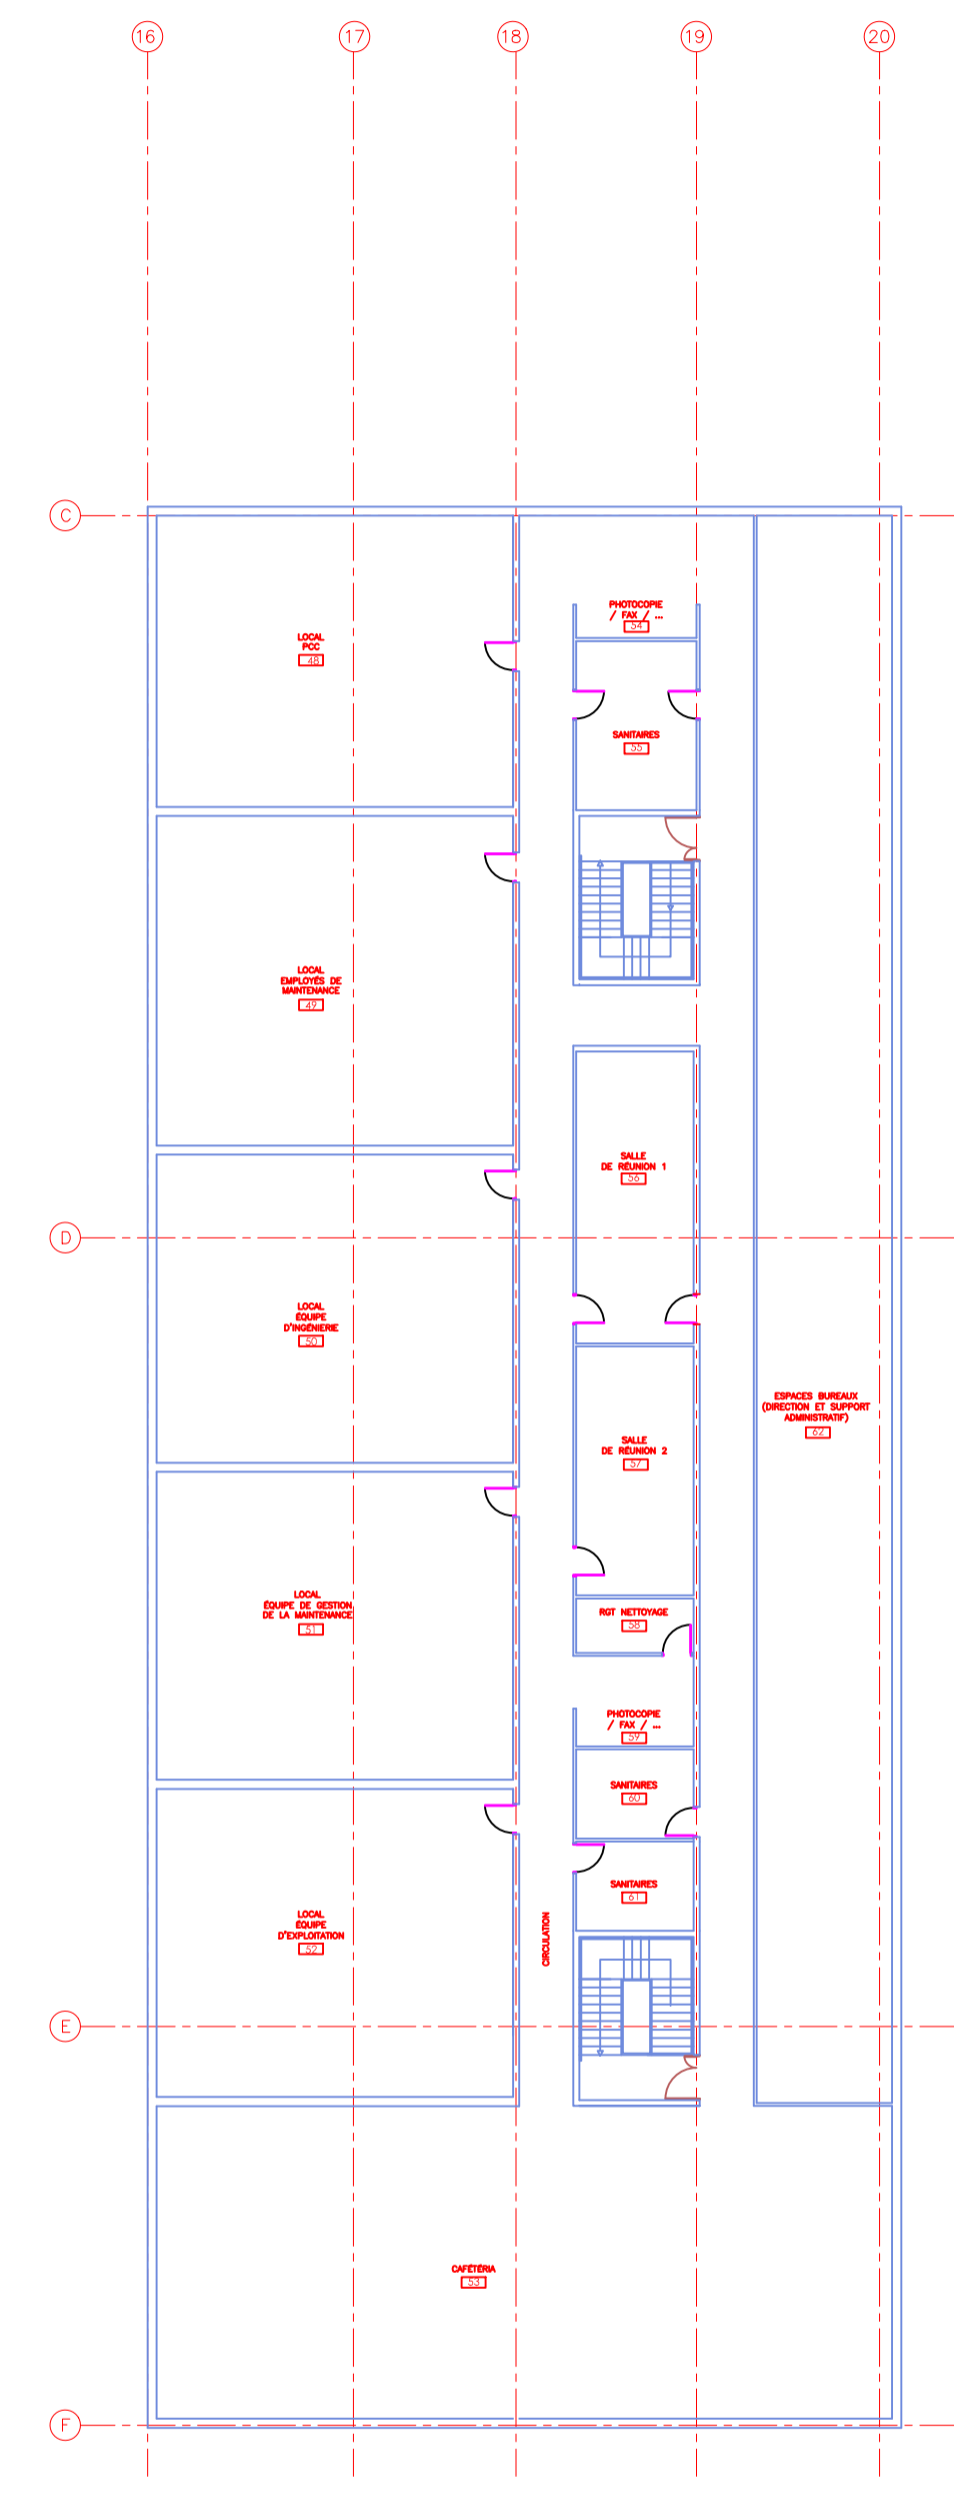 16
17
18
19
20
C
PHOTOCOPIE
/ FAX / ...
54
LOCAL
PCC
48
SANITAIRES
55
LOCAL
EMPLOYÉS DE
MAINTENANCE
49
SALLE
DE RÉUNION 1
56
D
LOCAL
ÉQUIPE
D'INGÉNIERIE
50
ESPACES BUREAUX
(DIRECTION ET SUPPORT
ADMINISTRATIF)
62
SALLE
DE RÉUNION 2
57
LOCAL
ÉQUIPE DE GESTION
DE LA MAINTENANCE
51
RGT NETTOYAGE
58
PHOTOCOPIE
/ FAX / ...
59
SANITAIRES
60
SANITAIRES
61
LOCAL
ÉQUIPE
D'EXPLOITATION
52
CIRCULATION
E
CAFÉTÉRIA
53
F